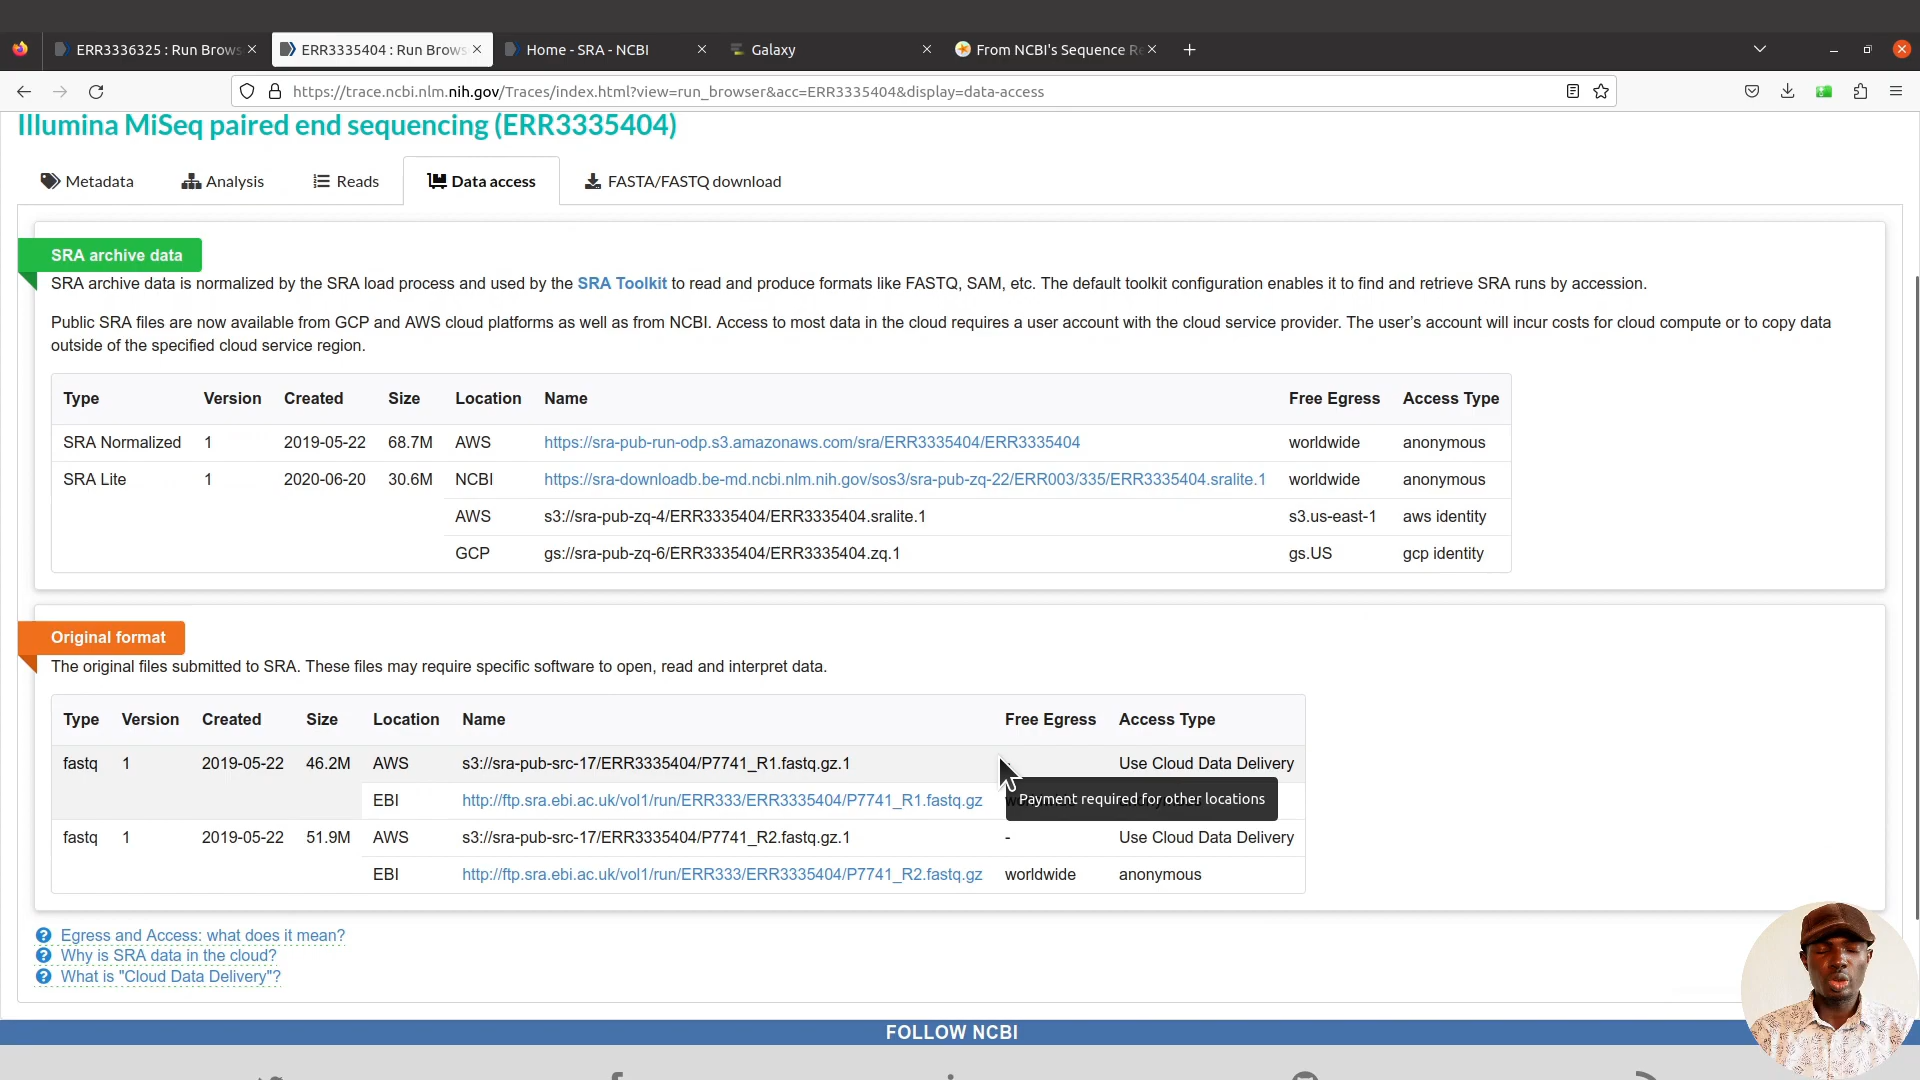 ERR3336325 : Run Brows
ERR3335404 : Run Brows
Home - SRA - NCBI
Galaxy
From NCBI's Sequence Re
https://trace.ncbi.nlm.nih.gov/Traces/index.html?view=run_browser&acc=ERR3335404&display=data-access
Illumina MiSeq paired end sequencing (ERR3335404)
Metadata
Analysis
Reads
Data access
FASTA/FASTQ download
SRA archive data
SRA archive data is normalized by the SRA load process and used by the SRA Toolkit to read and produce formats like FASTQ, SAM, etc. The default toolkit configuration enables it to find and retrieve SRA runs by accession.
Public SRA files are now available from GCP and AWS cloud platforms as well as from NCBI. Access to most data in the cloud requires a user account with the cloud service provider. The user's account will incur costs for cloud compute or to copy data
outside of the specified cloud service region.
Type Version Created Size Location Name Free Egress Access Type
SRA Normalized 1 2019-05-22 68.7M AWS https://sra-pub-run-odp.s3.amazonaws.com/sra/ERR3335404/ERR3335404 worldwide anonymous
SRA Lite 1 2020-06-20 30.6M NCBI https://sra-downloadb.be-md.ncbi.nlm.nih.gov/sos3/sra-pub-zq-22/ERR003/335/ERR3335404.sralite.1 worldwide anonymous
AWS s3://sra-pub-zq-4/ERR3335404/ERR3335404.sralite.1 s3.us-east-1 aws identity
GCP gs://sra-pub-zq-6/ERR3335404/ERR3335404.zq.1 gs.US gcp identity
Original format
The original files submitted to SRA. These files may require specific software to open, read and interpret data.
Type Version Created Size Location Name Free Egress Access Type
fastq 1 2019-05-22 46.2M AWS s3://sra-pub-src-17/ERR3335404/P7741_R1.fastq.gz.1 Use Cloud Data Delivery
EBI http://ftp.sra.ebi.ac.uk/vol1/run/ERR333/ERR3335404/P7741_R1.fastq.gz
Payment required for other locations
fastq 1 2019-05-22 51.9M AWS s3://sra-pub-src-17/ERR3335404/P7741_R2.fastq.gz.1 - Use Cloud Data Delivery
EBI http://ftp.sra.ebi.ac.uk/vol1/run/ERR333/ERR3335404/P7741_R2.fastq.gz worldwide anonymous
Egress and Access: what does it mean?
Why is SRA data in the cloud?
What is "Cloud Data Delivery"?
FOLLOW NCBI